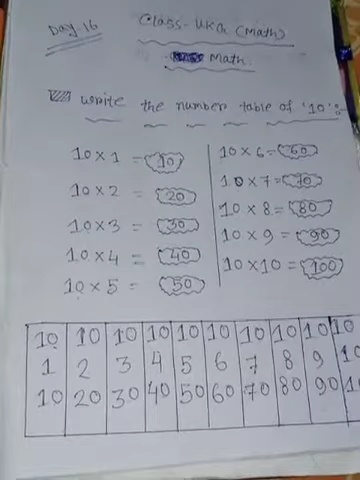 Day 16
Class-UKG (Math)
Math
Write the number table of '10':-
10 x 1 = 10
10 x 2 = 20
10 x 3 = 30
10 x 4 = 40
10 x 5 = 50
10 x 6 = 60
10 x 7 = 70
10 x 8 = 80
10 x 9 = 90
10 x 10 = 100
10 10 10 10 10 10 10 10 10 10
1 2 3 4 5 6 7 8 9
10 20 30 40 50 60 70 80 90